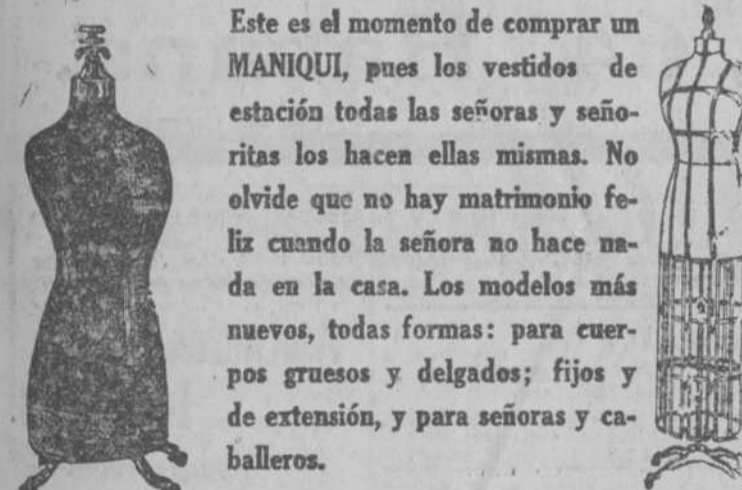 Este es el momento de comprar un
MANIQUI, pues los vestidos de
estación todas las señoras y seño-
ritas los hacen ellas mismas. No
olvide que no hay matrimonio fe-
liz cuando la señora no hace na-
da en la casa. Los modelos más
nuevos, todas formas: para cuer-
pos gruesos y delgados; fijos y
de extensión, y para señoras y ca-
balleros.